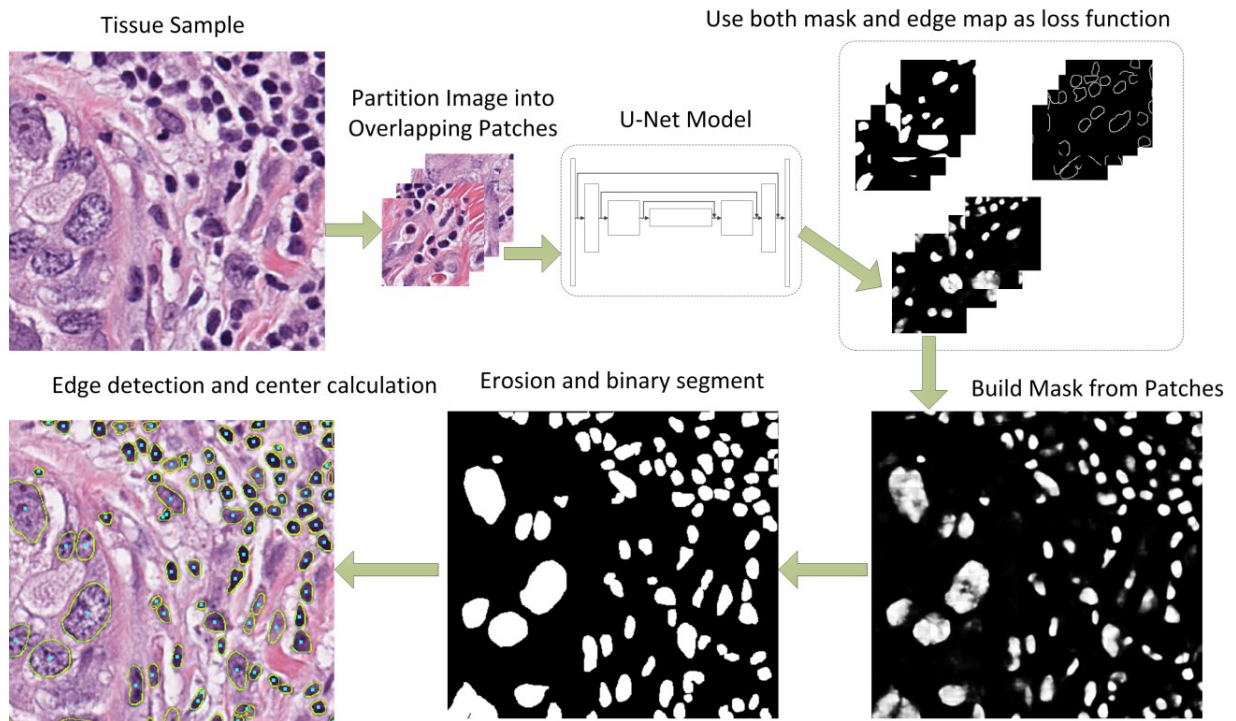 Tissue Sample
Use both mask and edge map as loss function
Partition Image into
Overlapping Patches
U-Net Model
Edge detection and center calculation
Erosion and binary segment
Build Mask from Patches